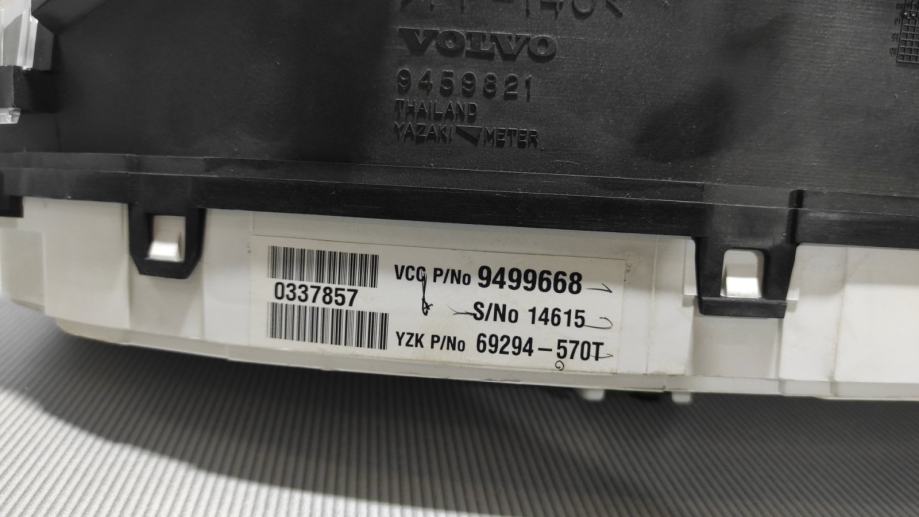 VOLVO
9459821
THAILAND
YAZAKI METER
VCC P/No 9499668
0337857
S/No 14615
YZK P/No 69294-570T